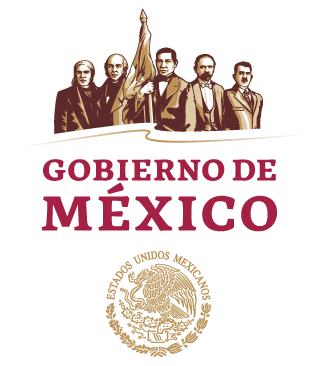 GOBIERNO DE
MÉXICO
ESTADOS UNIDOS MEXICANOS